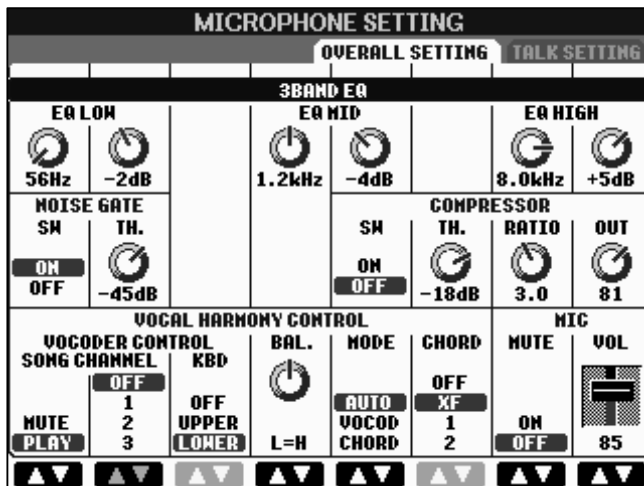 MICROPHONE SETTING
OVERALL SETTING TALK SETTING
3BAND EQ
EQ LOW EQ MID EQ HIGH
56Hz -2dB 1.2kHz -4dB 8.0kHz +5dB
NOISE GATE COMPRESSOR
SW TH. SW TH. RATIO OUT
ON ON
OFF -45dB OFF -18dB 3.0 81
VOCAL HARMONY CONTROL MIC
VOCODER CONTROL BAL. MODE CHORD MUTE VOL
SONG CHANNEL KBD
OFF OFF
1 OFF AUTO XF
MUTE 2 UPPER VOCOD 1 ON
PLAY 3 LOWER L=H CHORD 2 OFF 85